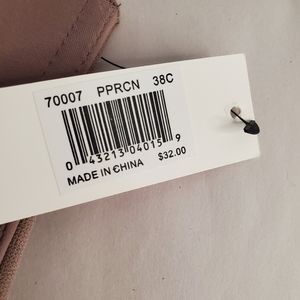 70007 PPRCN 38C
0 43213 04015 9
MADE IN CHINA $32.00